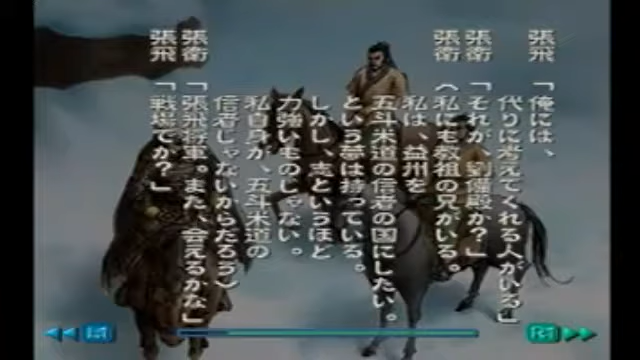 張飛「俺には、
代りに考えてくれる人がいる」
張衛「それが、劉備殿か？」
張衛（私にも教祖の兄がいる。
私は、益州を
五斗米道の信者の国にしたい。
という夢は持っている。
しかし、志というほど
力強いものじゃない。
私自身が、五斗米道の
信者じゃないからだろう）
張衛「張飛将軍。また、会えるかな」
張飛「戦場でか？」
L1
R1